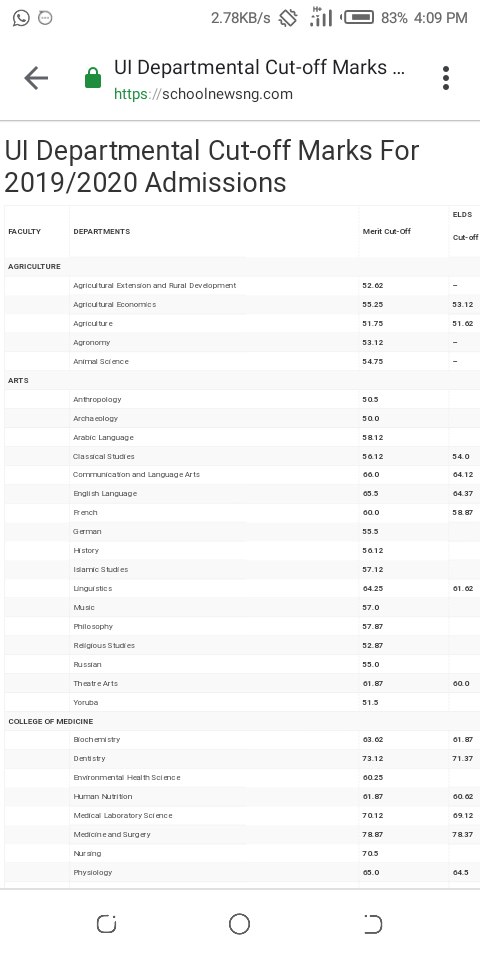 2.78KB/s H+ 83% 4:09 PM
UI Departmental Cut-off Marks ...
https://schoolnewsng.com
UI Departmental Cut-off Marks For
2019/2020 Admissions
FACULTY DEPARTMENTS Merit Cut-Off ELDS Cut-off
AGRICULTURE
Agricultural Extension and Rural Development 52.62 –
Agricultural Economics 55.25 53.12
Agriculture 51.75 51.62
Agronomy 53.12 –
Animal Science 54.75 –
ARTS
Anthropology 50.5
Archaeology 50.0
Arabic Language 58.12
Classical Studies 56.12 54.0
Communication and Language Arts 66.0 64.12
English Language 65.5 64.37
French 60.0 58.87
German 55.5
History 56.12
Islamic Studies 57.12
Linguistics 64.25 61.62
Music 57.0
Philosophy 57.87
Religious Studies 52.87
Russian 55.0
Theatre Arts 61.87 60.0
Yoruba 51.5
COLLEGE OF MEDICINE
Biochemistry 63.62 61.87
Dentistry 73.12 71.37
Environmental Health Science 60.25
Human Nutrition 61.87 60.62
Medical Laboratory Science 70.12 69.12
Medicine and Surgery 78.87 78.37
Nursing 70.5
Physiology 65.0 64.5